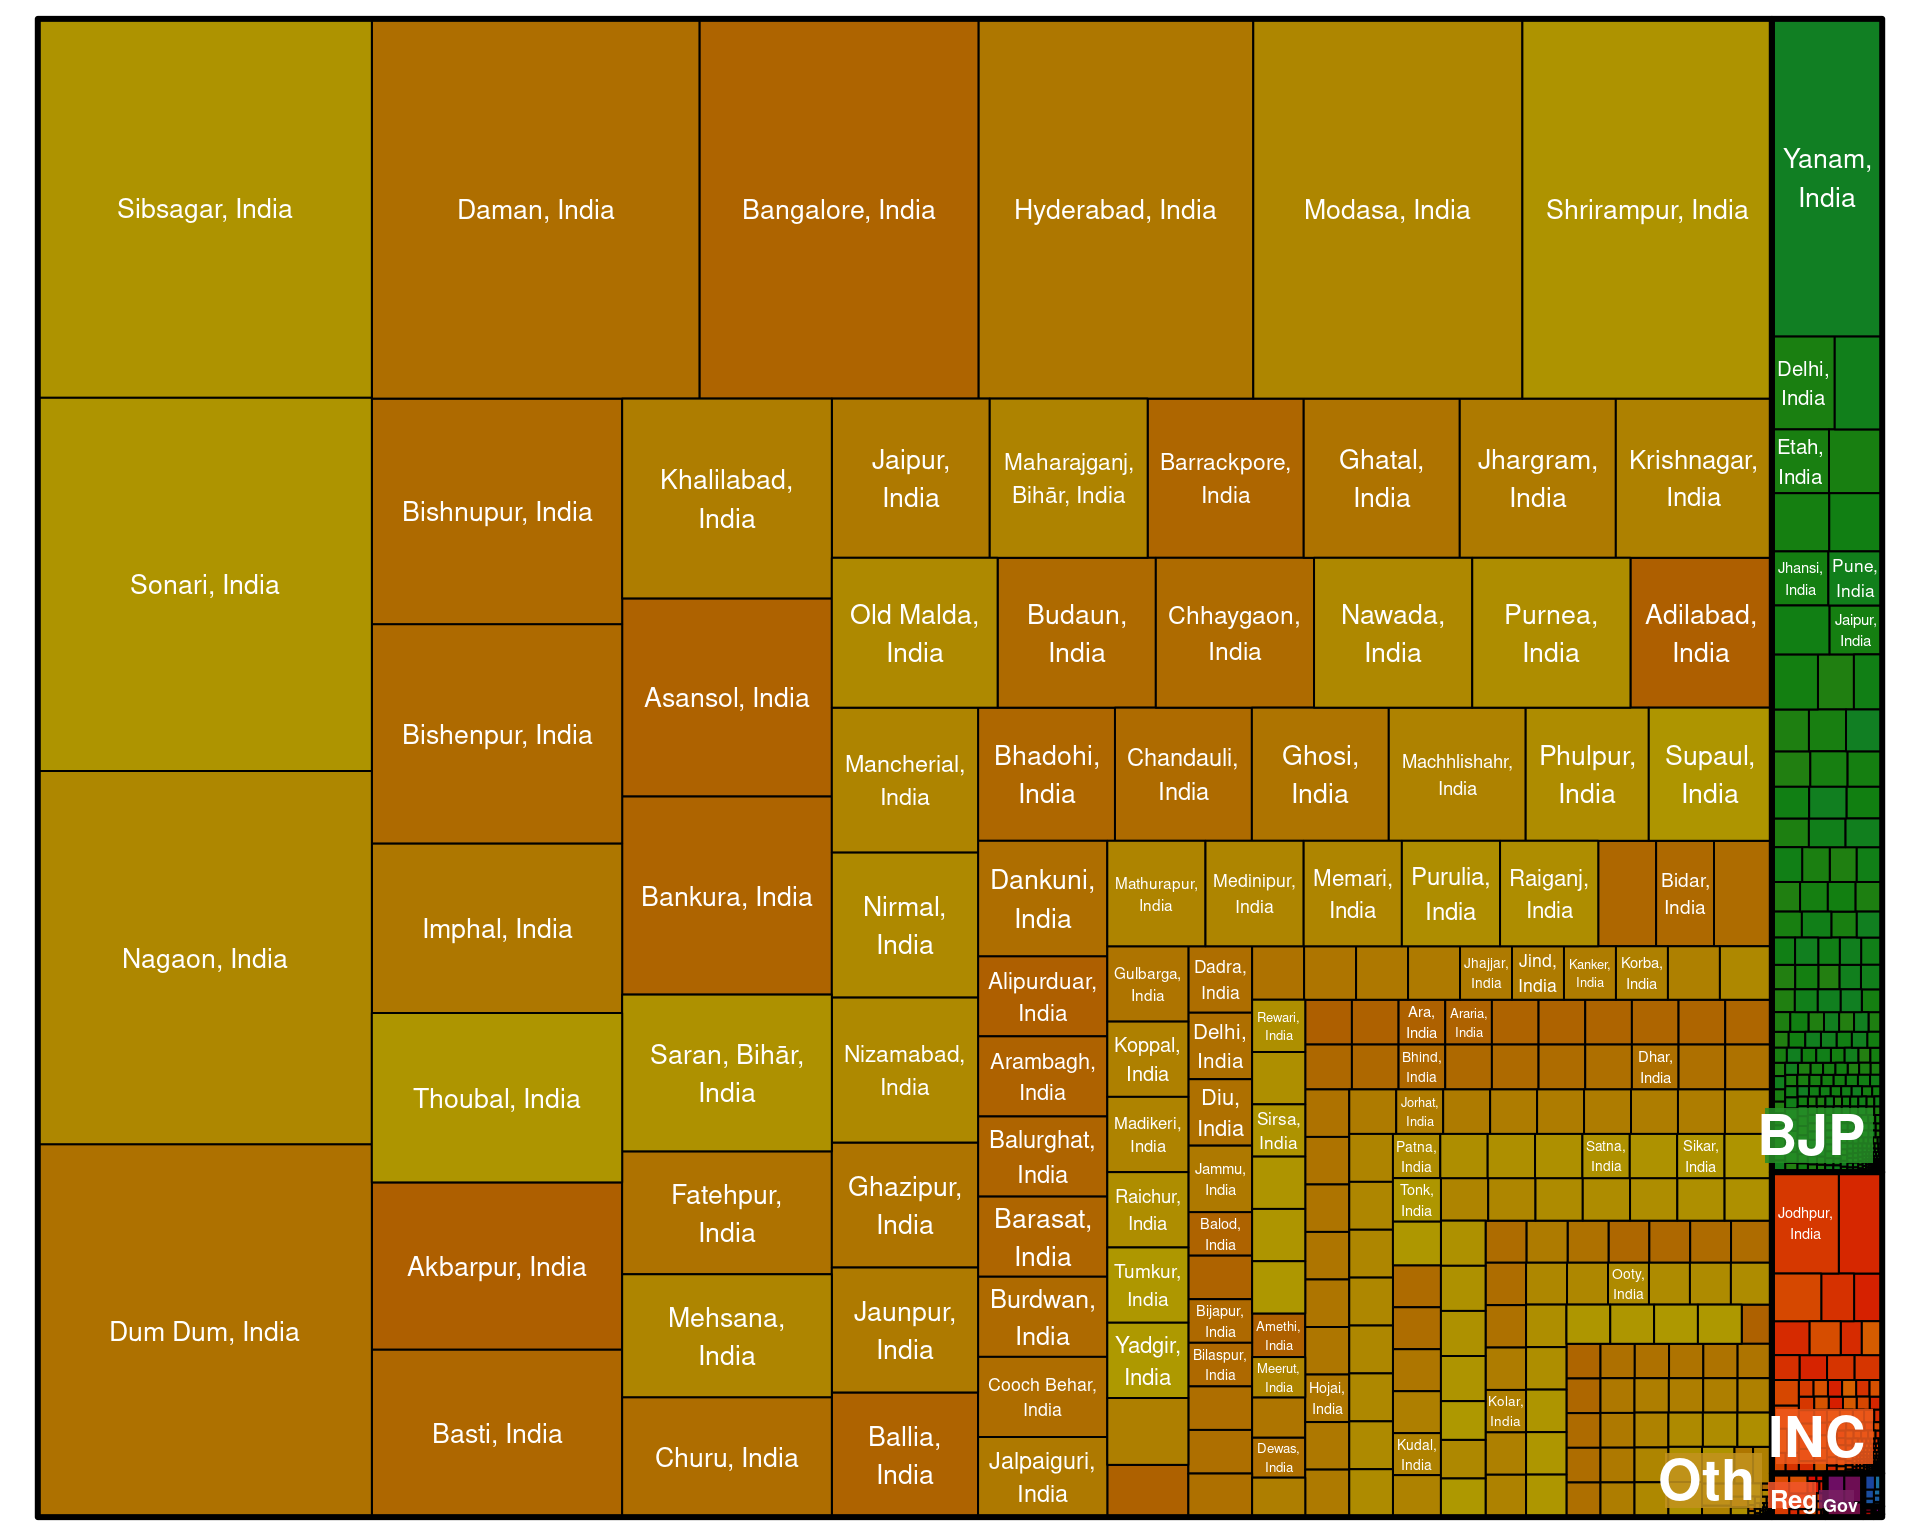 Sibsagar, India
Daman, India
Bangalore, India
Hyderabad, India
Modasa, India
Shrirampur, India
Yanam,
India
Delhi,
India
Etah,
India
Jhansi,
India
Pune,
India
Jaipur,
India
Sonari, India
Nagaon, India
Dum Dum, India
Bishnupur, India
Bishenpur, India
Imphal, India
Thoubal, India
Akbarpur, India
Basti, India
Khalilabad,
India
Asansol, India
Bankura, India
Saran, Bihār,
India
Fatehpur,
India
Mehsana,
India
Churu, India
Jaipur,
India
Maharajganj,
Bihār, India
Barrackpore,
India
Ghatal,
India
Jhargram,
India
Krishnagar,
India
Old Malda,
India
Budaun,
India
Chhaygaon,
India
Nawada,
India
Purnea,
India
Adilabad,
India
Mancherial,
India
Nirmal,
India
Nizamabad,
India
Ghazipur,
India
Jaunpur,
India
Ballia,
India
Bhadohi,
India
Chandauli,
India
Ghosi,
India
Machhlishahr,
India
Phulpur,
India
Supaul,
India
Dankuni,
India
Alipurduar,
India
Arambagh,
India
Balurghat,
India
Barasat,
India
Burdwan,
India
Cooch Behar,
India
Jalpaiguri,
India
Mathurapur,
India
Medinipur,
India
Memari,
India
Purulia,
India
Raiganj,
India
Bidar,
India
Gulbarga,
India
Koppal,
India
Madikeri,
India
Raichur,
India
Tumkur,
India
Yadgir,
India
Dadra,
India
Delhi,
India
Diu,
India
Jammu,
India
Balod,
India
Bijapur,
India
Bilaspur,
India
Jhajjar,
India
Jind,
India
Kanker,
India
Korba,
India
Rewari,
India
Sirsa,
India
Amethi,
India
Meerut,
India
Dewas,
India
Ara,
India
Araria,
India
Bhind,
India
Dhar,
India
Jorhat,
India
Patna,
India
Satna,
India
Sikar,
India
Tonk,
India
Ooty,
India
Hojai,
India
Kolar,
India
Kudal,
India
Jodhpur,
India
BJP
INC
Oth
Reg
Gov